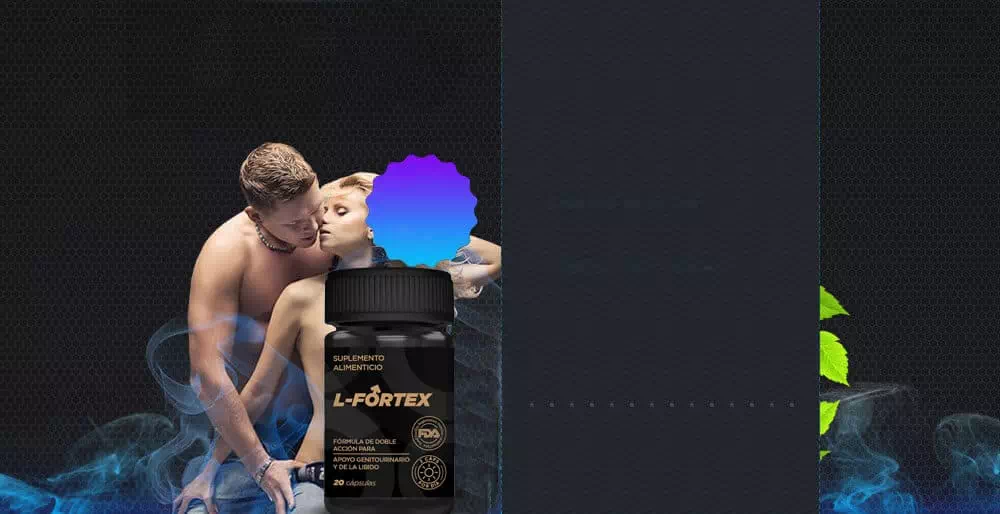 SUPLEMENTO
ALIMENTICIO
L-FORTEX
FDA
FÓRMULA DE DOBLE
ACCIÓN PARA
APOYO GENITOURINARIO
Y DE LA LIBIDO
20 cápsulas